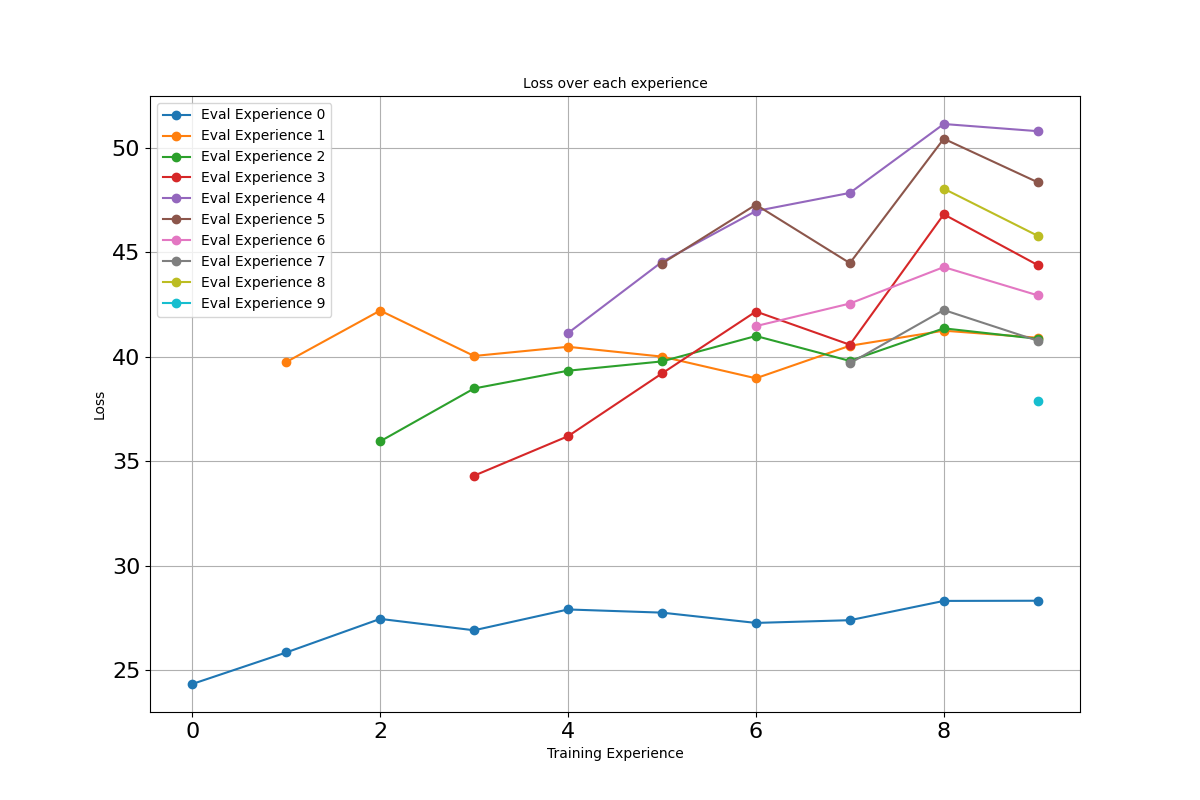 Loss over each experience
Eval Experience 0
Eval Experience 1
Eval Experience 2
Eval Experience 3
Eval Experience 4
Eval Experience 5
Eval Experience 6
Eval Experience 7
Eval Experience 8
Eval Experience 9
50
45
40
35
30
25
Loss
0 2 4 6 8
Training Experience